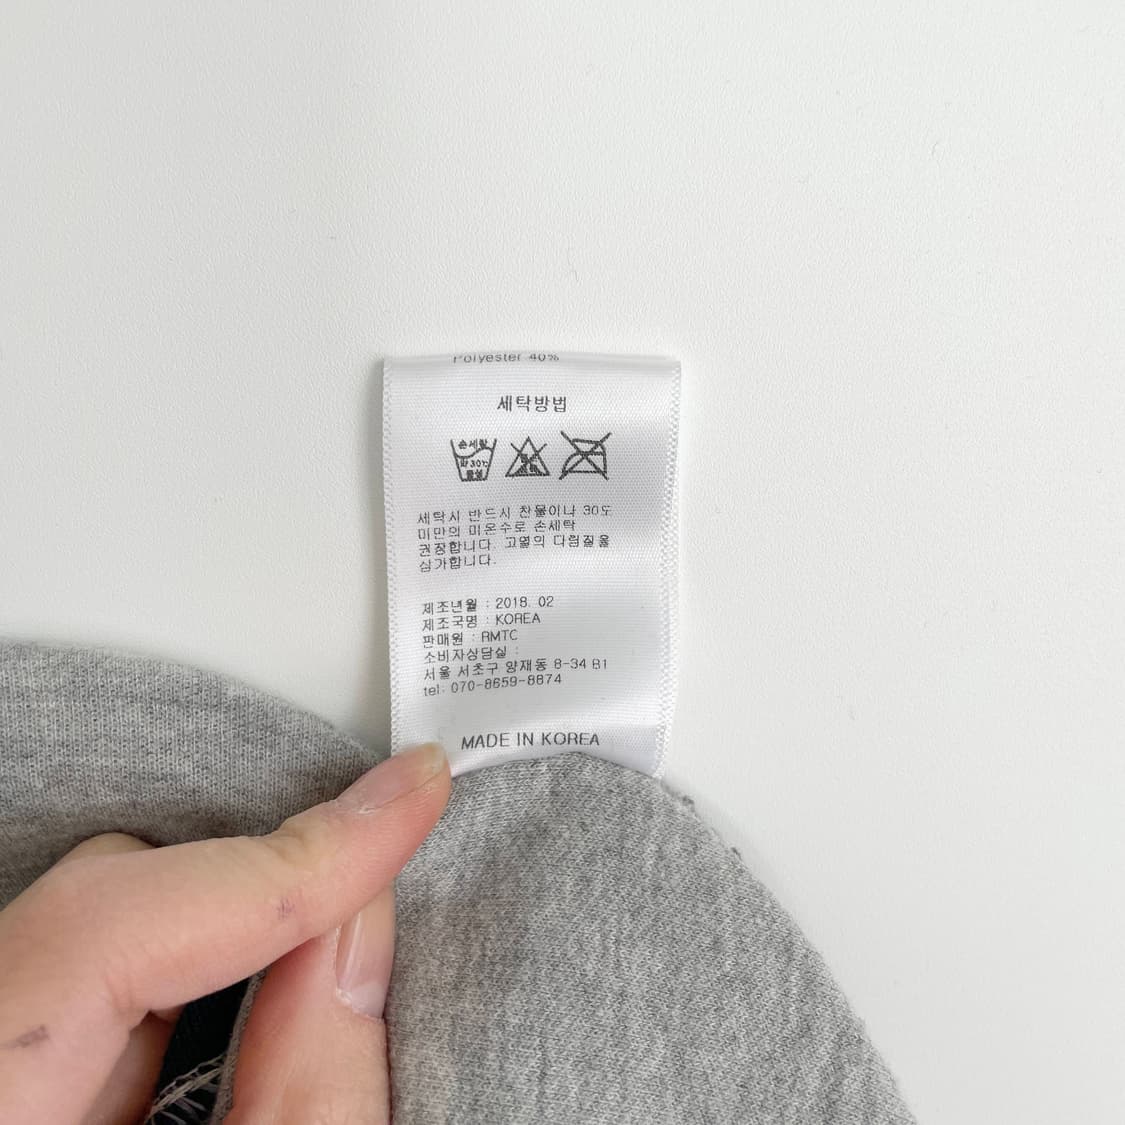 Polyester 40%
세탁방법
손세탁
약 30℃
중성
세탁시 반드시 찬물이나 30도
미만의 미온수로 손세탁
권장합니다. 고열의 다림질을
삼가합니다.
제조년월 : 2018. 02
제조국명 : KOREA
판매원 : RMTC
소비자상담실 :
서울 서초구 양재동 8-34 B1
tel: 070-8659-8874
MADE IN KOREA